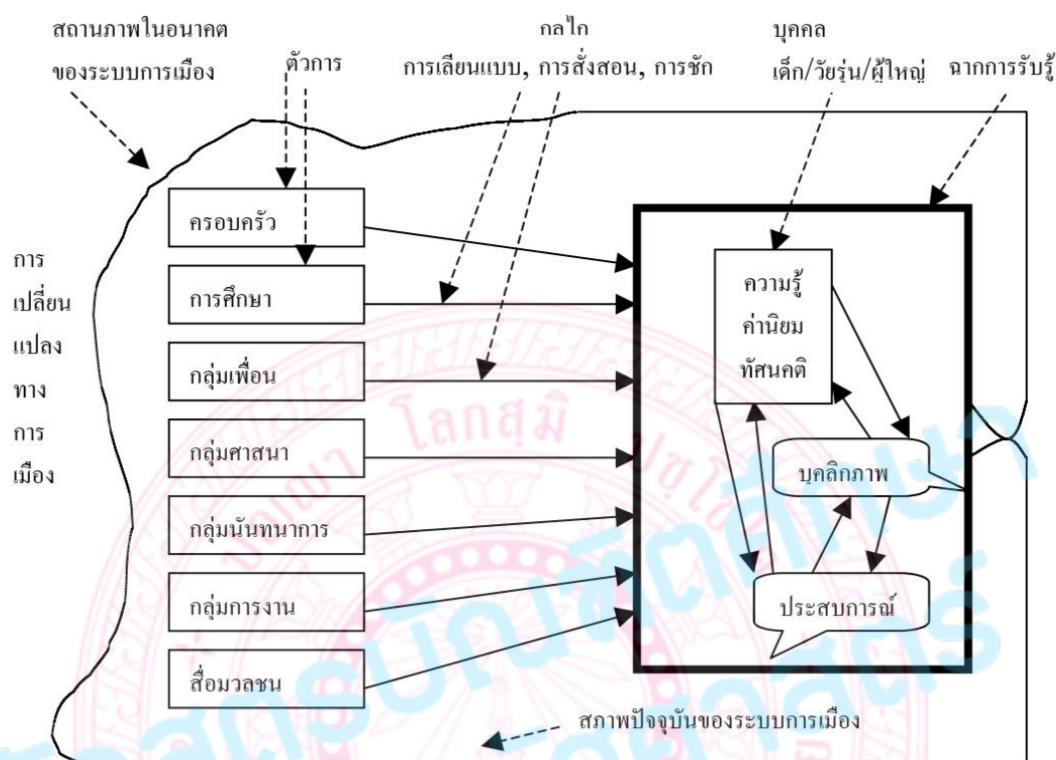 สถานภาพในอนาคต
ของระบบการเมือง
ตัวการ
กลไก
การเลียนแบบ, การสั่งสอน, การชัก
บุคคล
เด็ก/วัยรุ่น/ผู้ใหญ่
ฉากการรับรู้
การ
เปลี่ยน
แปลง
ทาง
การ
เมือง
ครอบครัว
การศึกษา
กลุ่มเพื่อน
กลุ่มศาสนา
กลุ่มนันทนาการ
กลุ่มการงาน
สื่อมวลชน
ความรู้
ค่านิยม
ทัศนคติ
บุคลิกภาพ
ประสบการณ์
สภาพปัจจุบันของระบบการเมือง
โลกสฺมิ